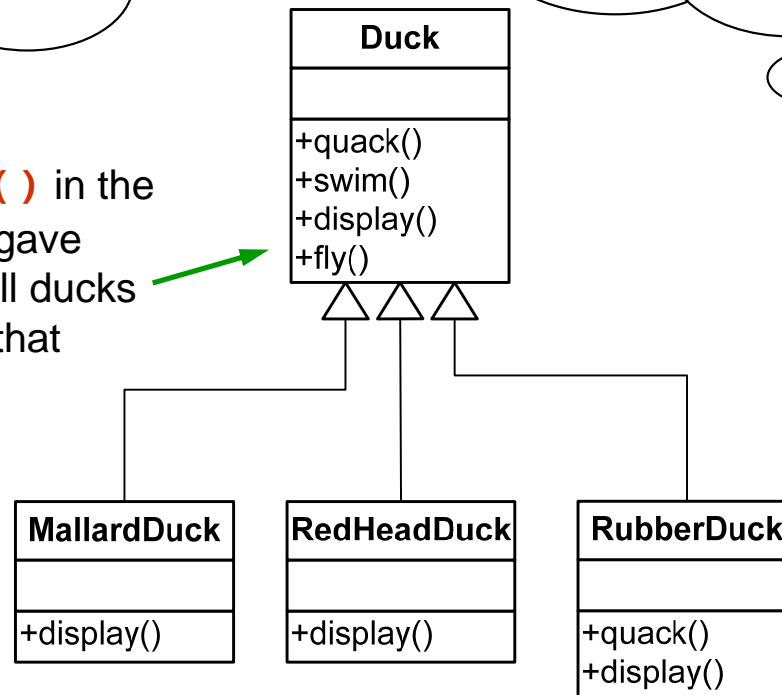 Duck
+quack()
+swim()
+display()
+fly()
() in the
gave
ll ducks
that
MallardDuck
+display()
RedHeadDuck
+display()
RubberDuck
+quack()
+display()